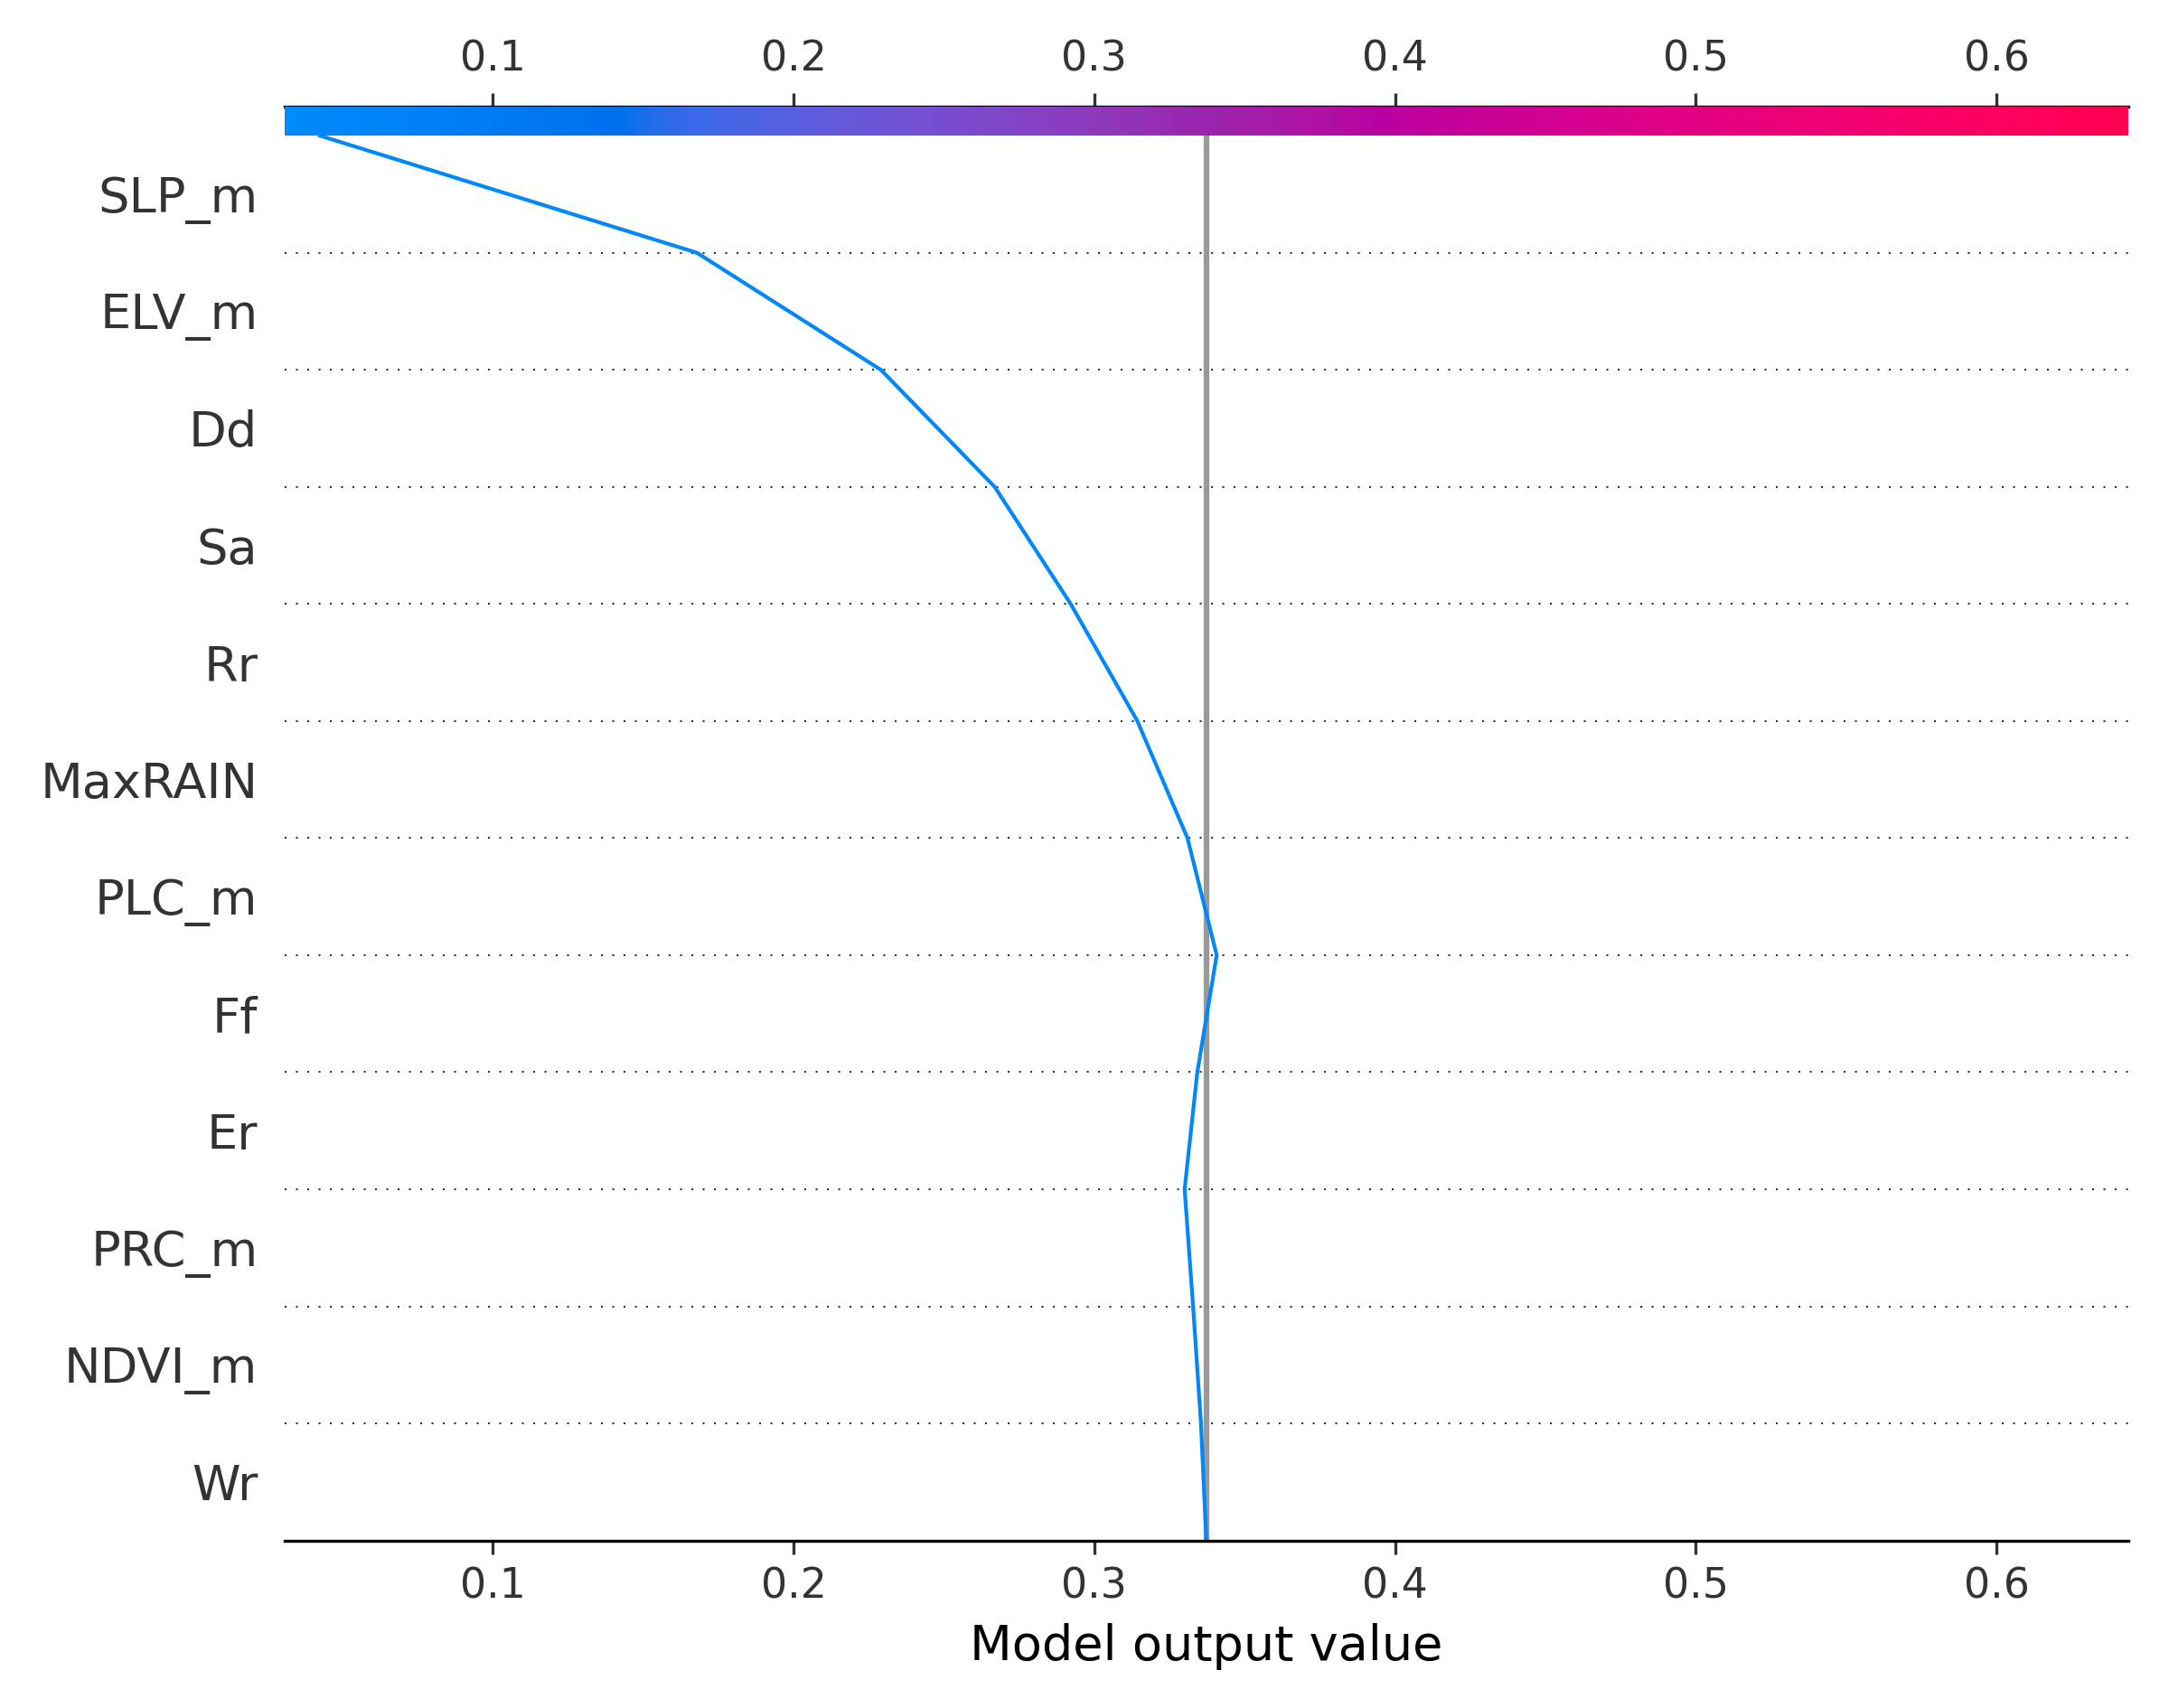 0.1 0.2 0.3 0.4 0.5 0.6
SLP_m
ELV_m
Dd
Sa
Rr
MaxRAIN
PLC_m
Ff
Er
PRC_m
NDVI_m
Wr
0.1 0.2 0.3 0.4 0.5 0.6
Model output value